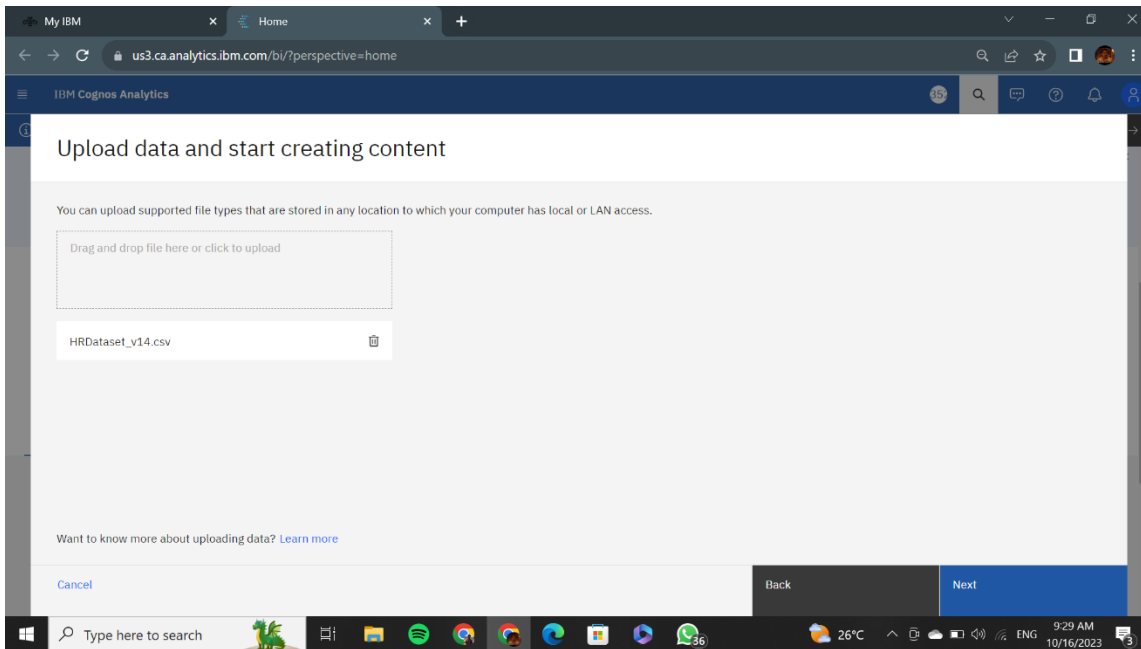 My IBM
Home
us3.ca.analytics.ibm.com/bi/?perspective=home
IBM Cognos Analytics
35
Upload data and start creating content
You can upload supported file types that are stored in any location to which your computer has local or LAN access.
Drag and drop file here or click to upload
HRDataset_v14.csv
Want to know more about uploading data? Learn more
Cancel
Back
Next
Type here to search
36
26°C
ENG
9:29 AM
10/16/2023
3